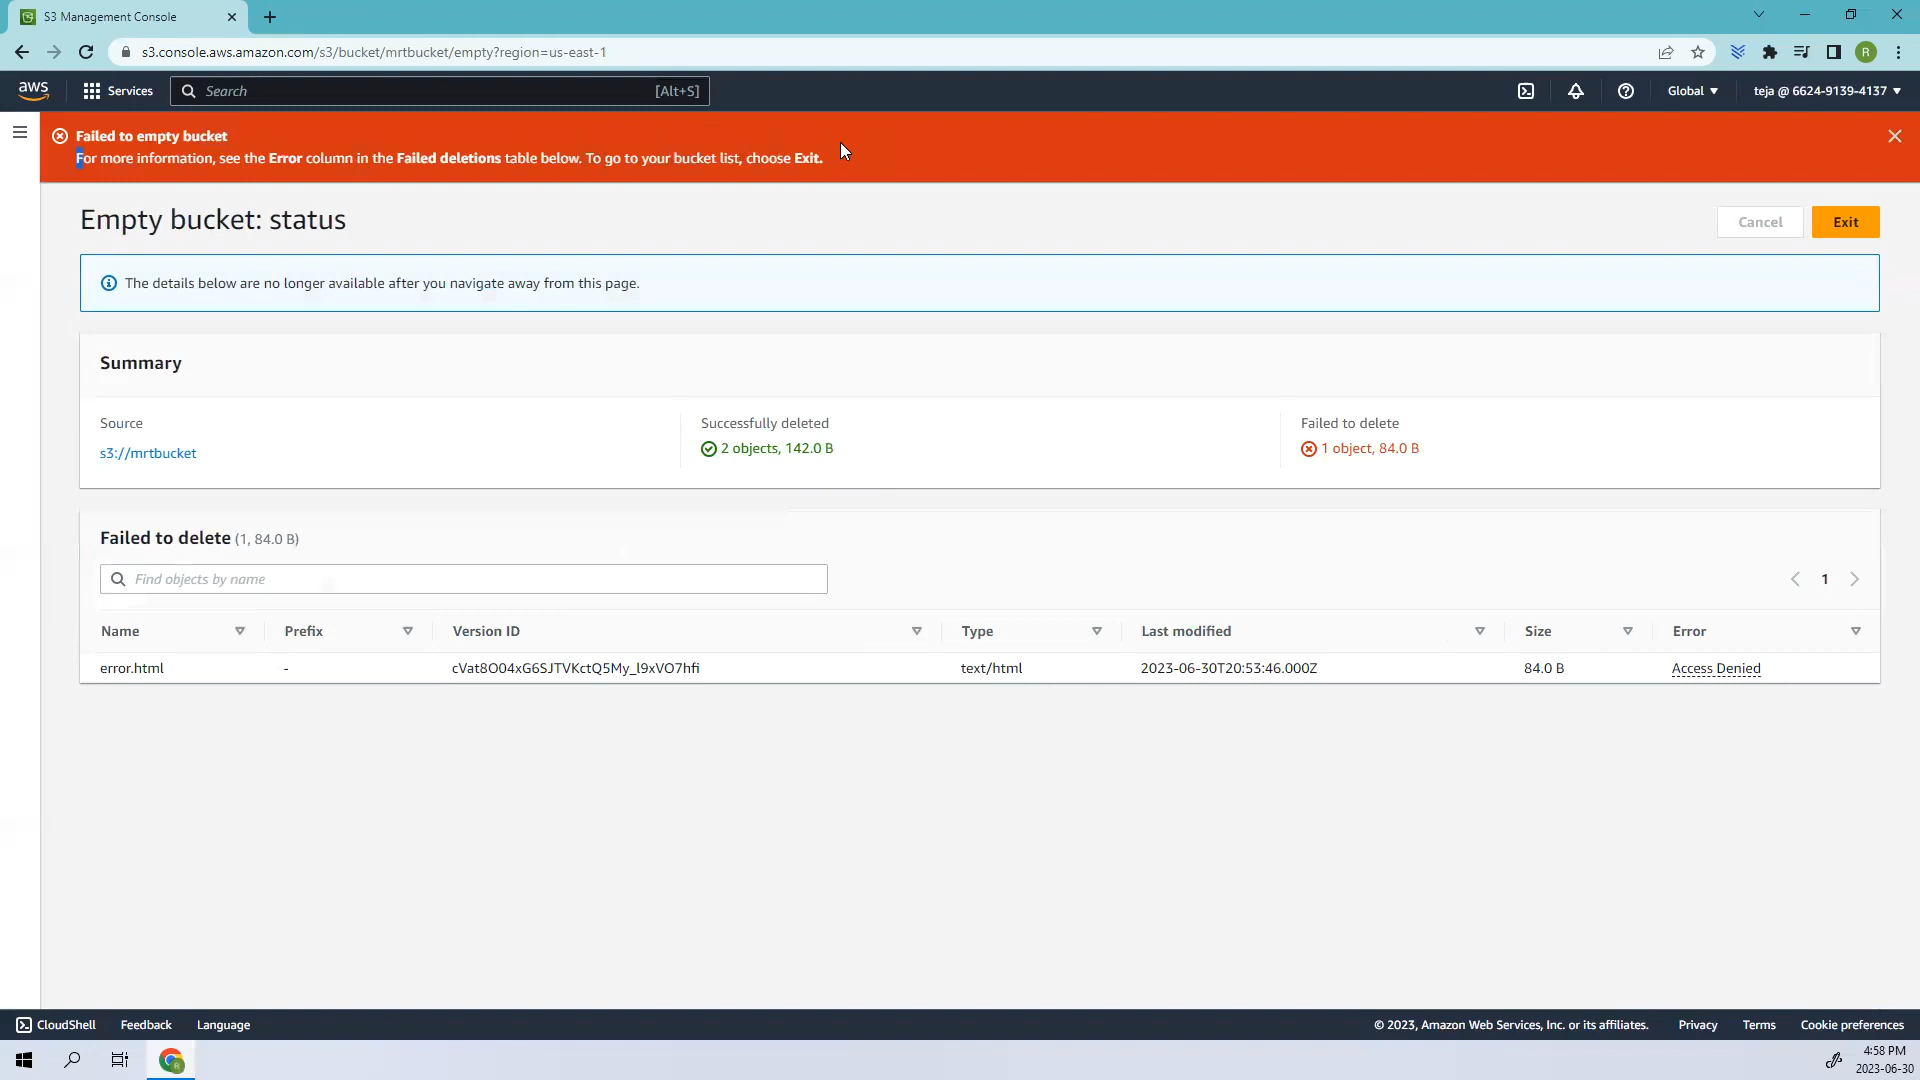 S3 Management Console
s3.console.aws.amazon.com/s3/bucket/mrtbucket/empty?region=us-east-1
R
aws
Services
Search
[Alt+S]
Global
teja @ 6624-9139-4137
Failed to empty bucket
For more information, see the Error column in the Failed deletions table below. To go to your bucket list, choose Exit.
Empty bucket: status
Cancel
Exit
The details below are no longer available after you navigate away from this page.
Summary
Source
s3://mrtbucket
Successfully deleted
2 objects, 142.0 B
Failed to delete
1 object, 84.0 B
Failed to delete (1, 84.0 B)
Find objects by name
1
Name Prefix Version ID Type Last modified Size Error
error.html - cVat8O04xG6SJTVKctQ5My_l9xVO7hfi text/html 2023-06-30T20:53:46.000Z 84.0 B Access Denied
CloudShell Feedback Language
© 2023, Amazon Web Services, Inc. or its affiliates. Privacy Terms Cookie preferences
4:58 PM
2023-06-30